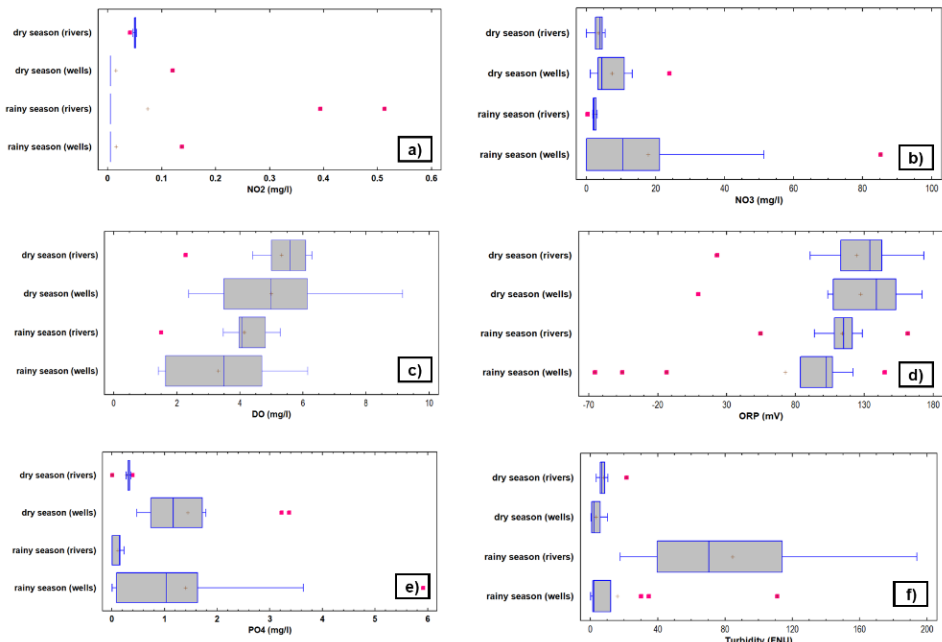 dry season (rivers)
dry season (wells)
rainy season (rivers)
rainy season (wells)
a)
0 0.1 0.2 0.3 0.4 0.5 0.6
NO2 (mg/l)
dry season (rivers)
dry season (wells)
rainy season (rivers)
rainy season (wells)
b)
0 20 40 60 80 100
NO3 (mg/l)
dry season (rivers)
dry season (wells)
rainy season (rivers)
rainy season (wells)
c)
0 2 4 6 8 10
DO (mg/l)
dry season (rivers)
dry season (wells)
rainy season (rivers)
rainy season (wells)
d)
-70 -20 30 80 130 180
ORP (mV)
dry season (rivers)
dry season (wells)
rainy season (rivers)
rainy season (wells)
e)
0 1 2 3 4 5 6
PO4 (mg/l)
dry season (rivers)
dry season (wells)
rainy season (rivers)
rainy season (wells)
f)
0 40 80 120 160 200
Turbidity (FNU)